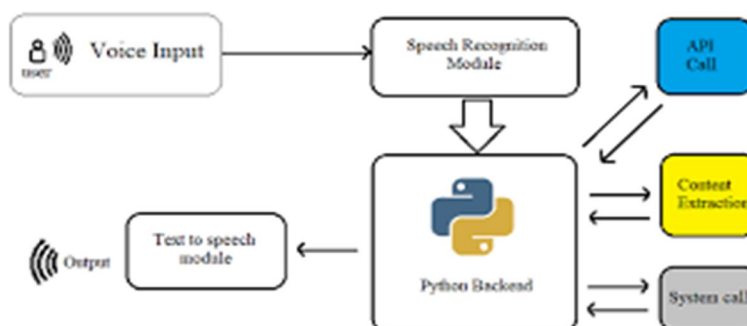 Voice Input
user
Speech Recognition
Module
API
Call
Content
Extraction
Python Backend
Text to speech
module
Output
System call